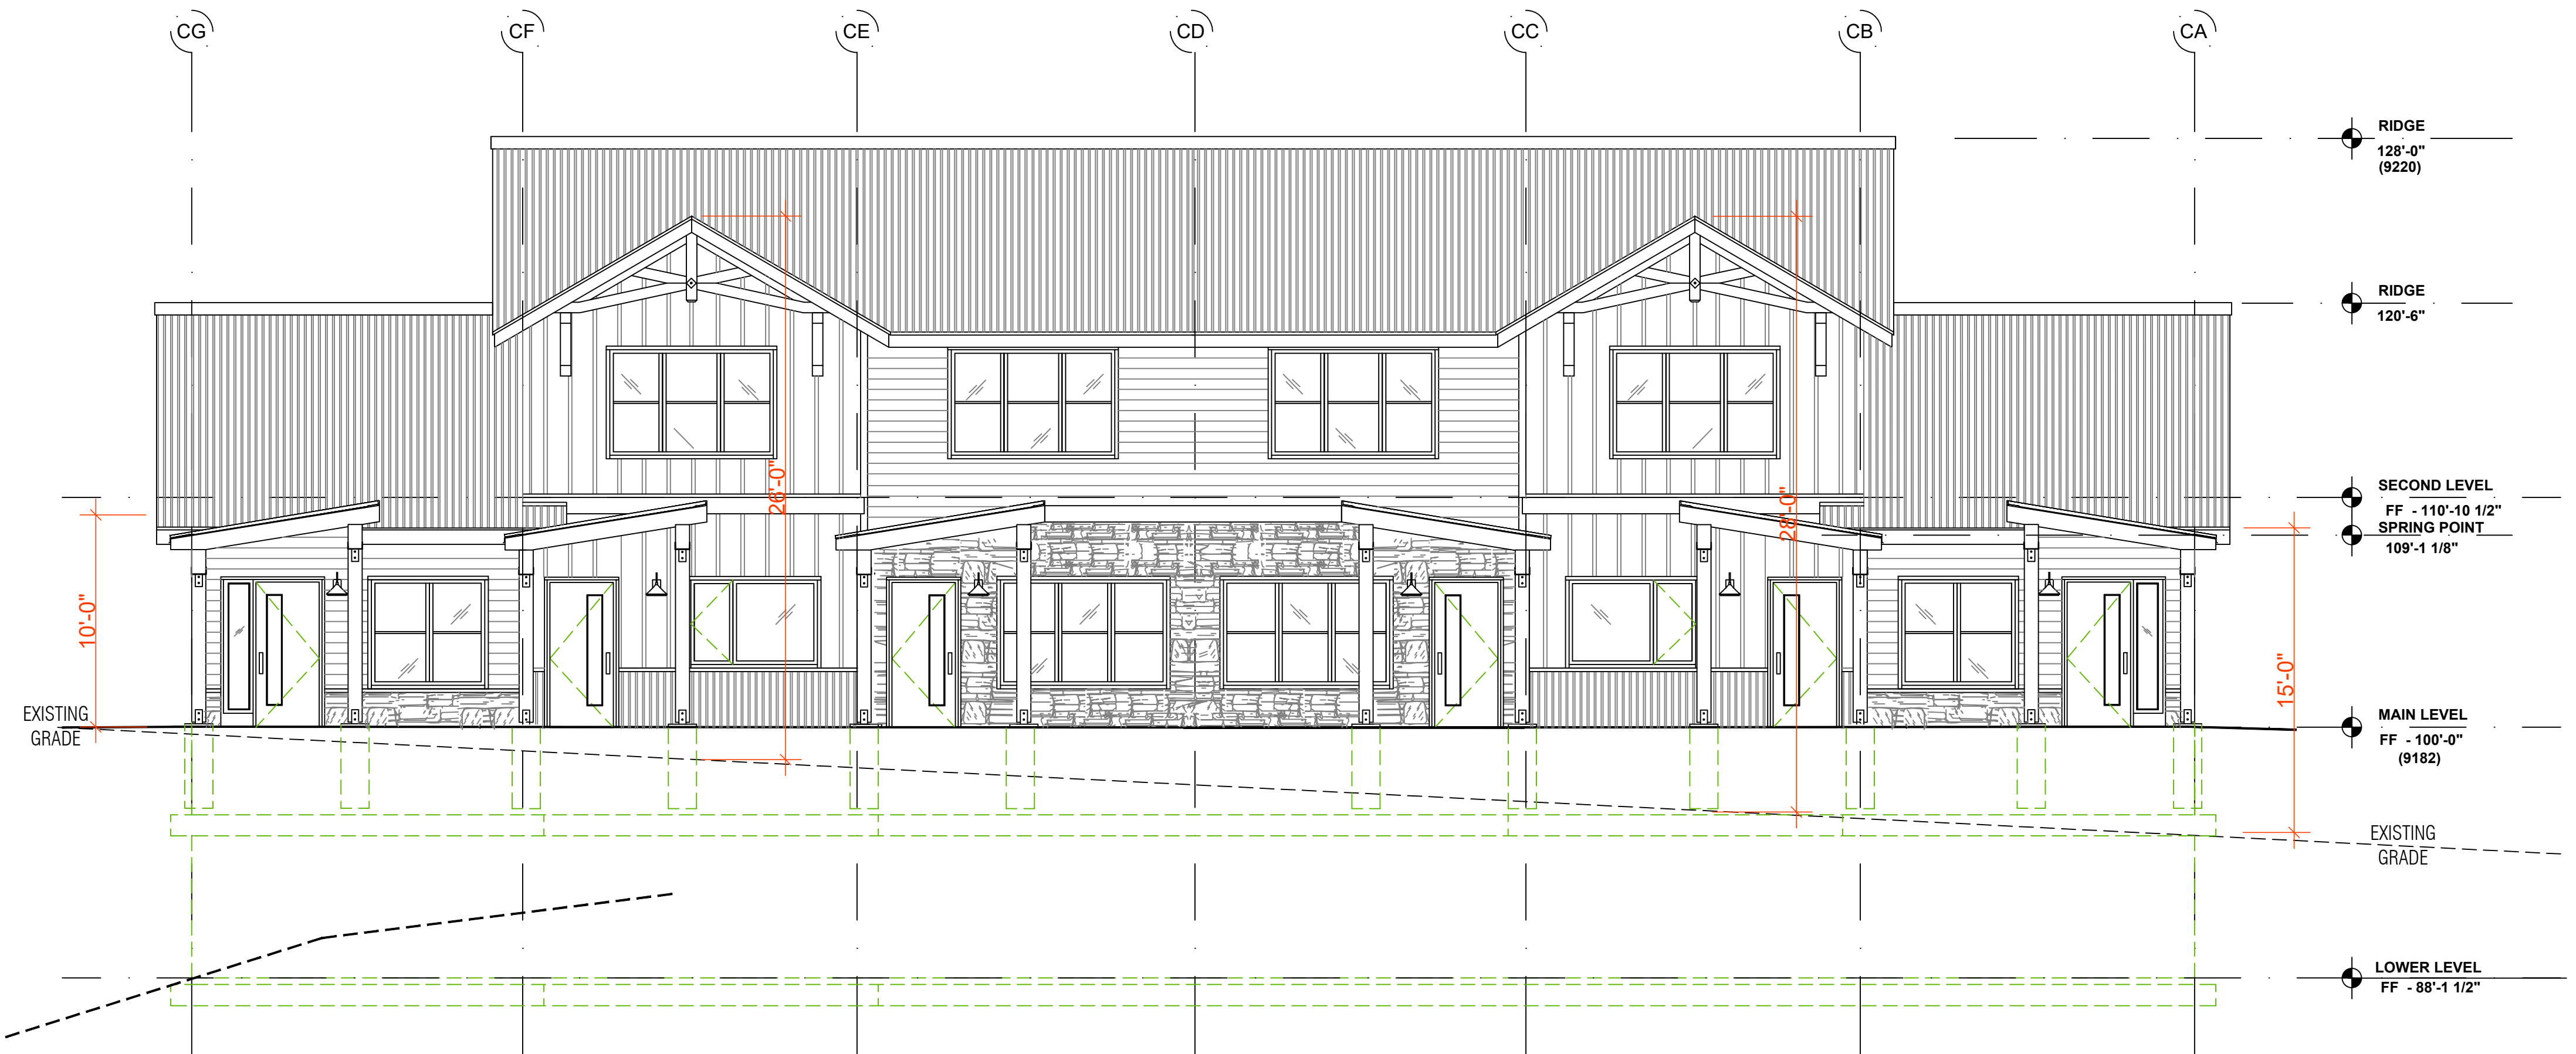 CG CF CE CD CC CB CA
RIDGE
128'-0"
(9220)
RIDGE
120'-6"
26'-0"
28'-0"
SECOND LEVEL
FF - 110'-10 1/2"
SPRING POINT
109'-1 1/8"
10'-0"
15'-0"
EXISTING
GRADE
MAIN LEVEL
FF - 100'-0"
(9182)
EXISTING
GRADE
LOWER LEVEL
FF - 88'-1 1/2"